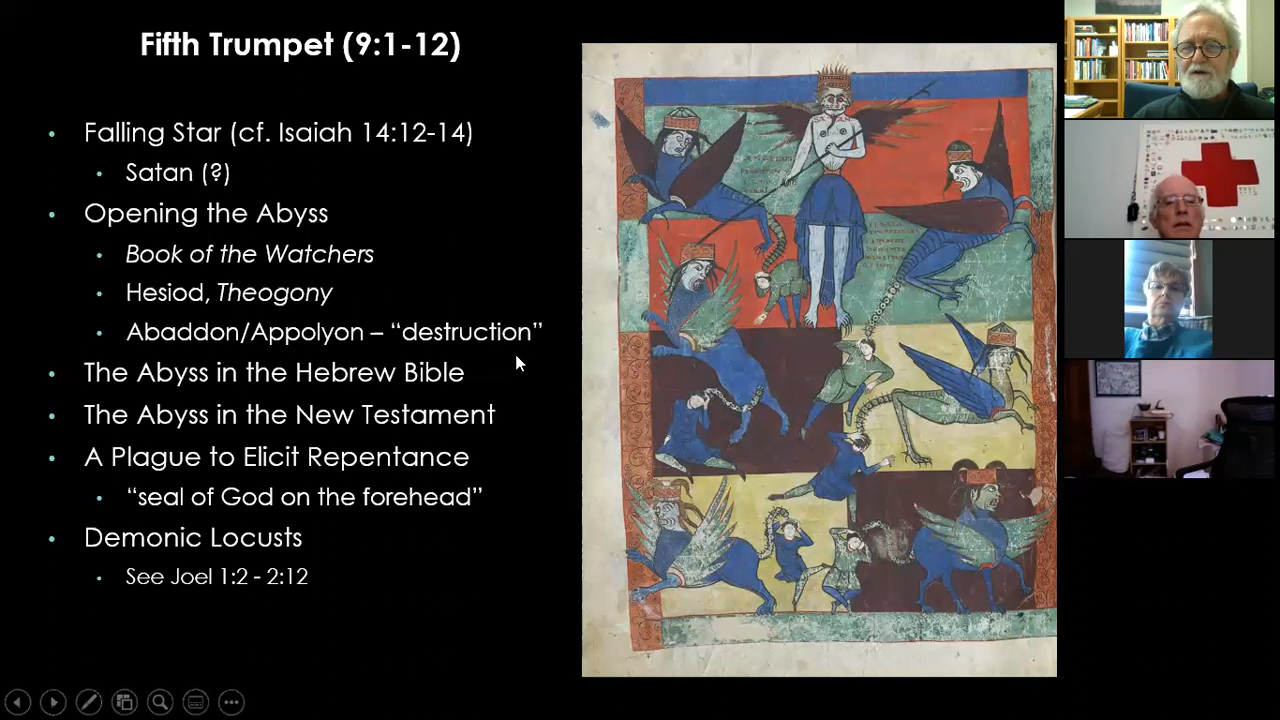 Fifth Trumpet (9:1-12)
Falling Star (cf. Isaiah 14:12-14)
Satan (?)
Opening the Abyss
Book of the Watchers
Hesiod, Theogony
Abaddon/Appolyon – “destruction”
The Abyss in the Hebrew Bible
The Abyss in the New Testament
A Plague to Elicit Repentance
“seal of God on the forehead”
Demonic Locusts
See Joel 1:2 - 2:12